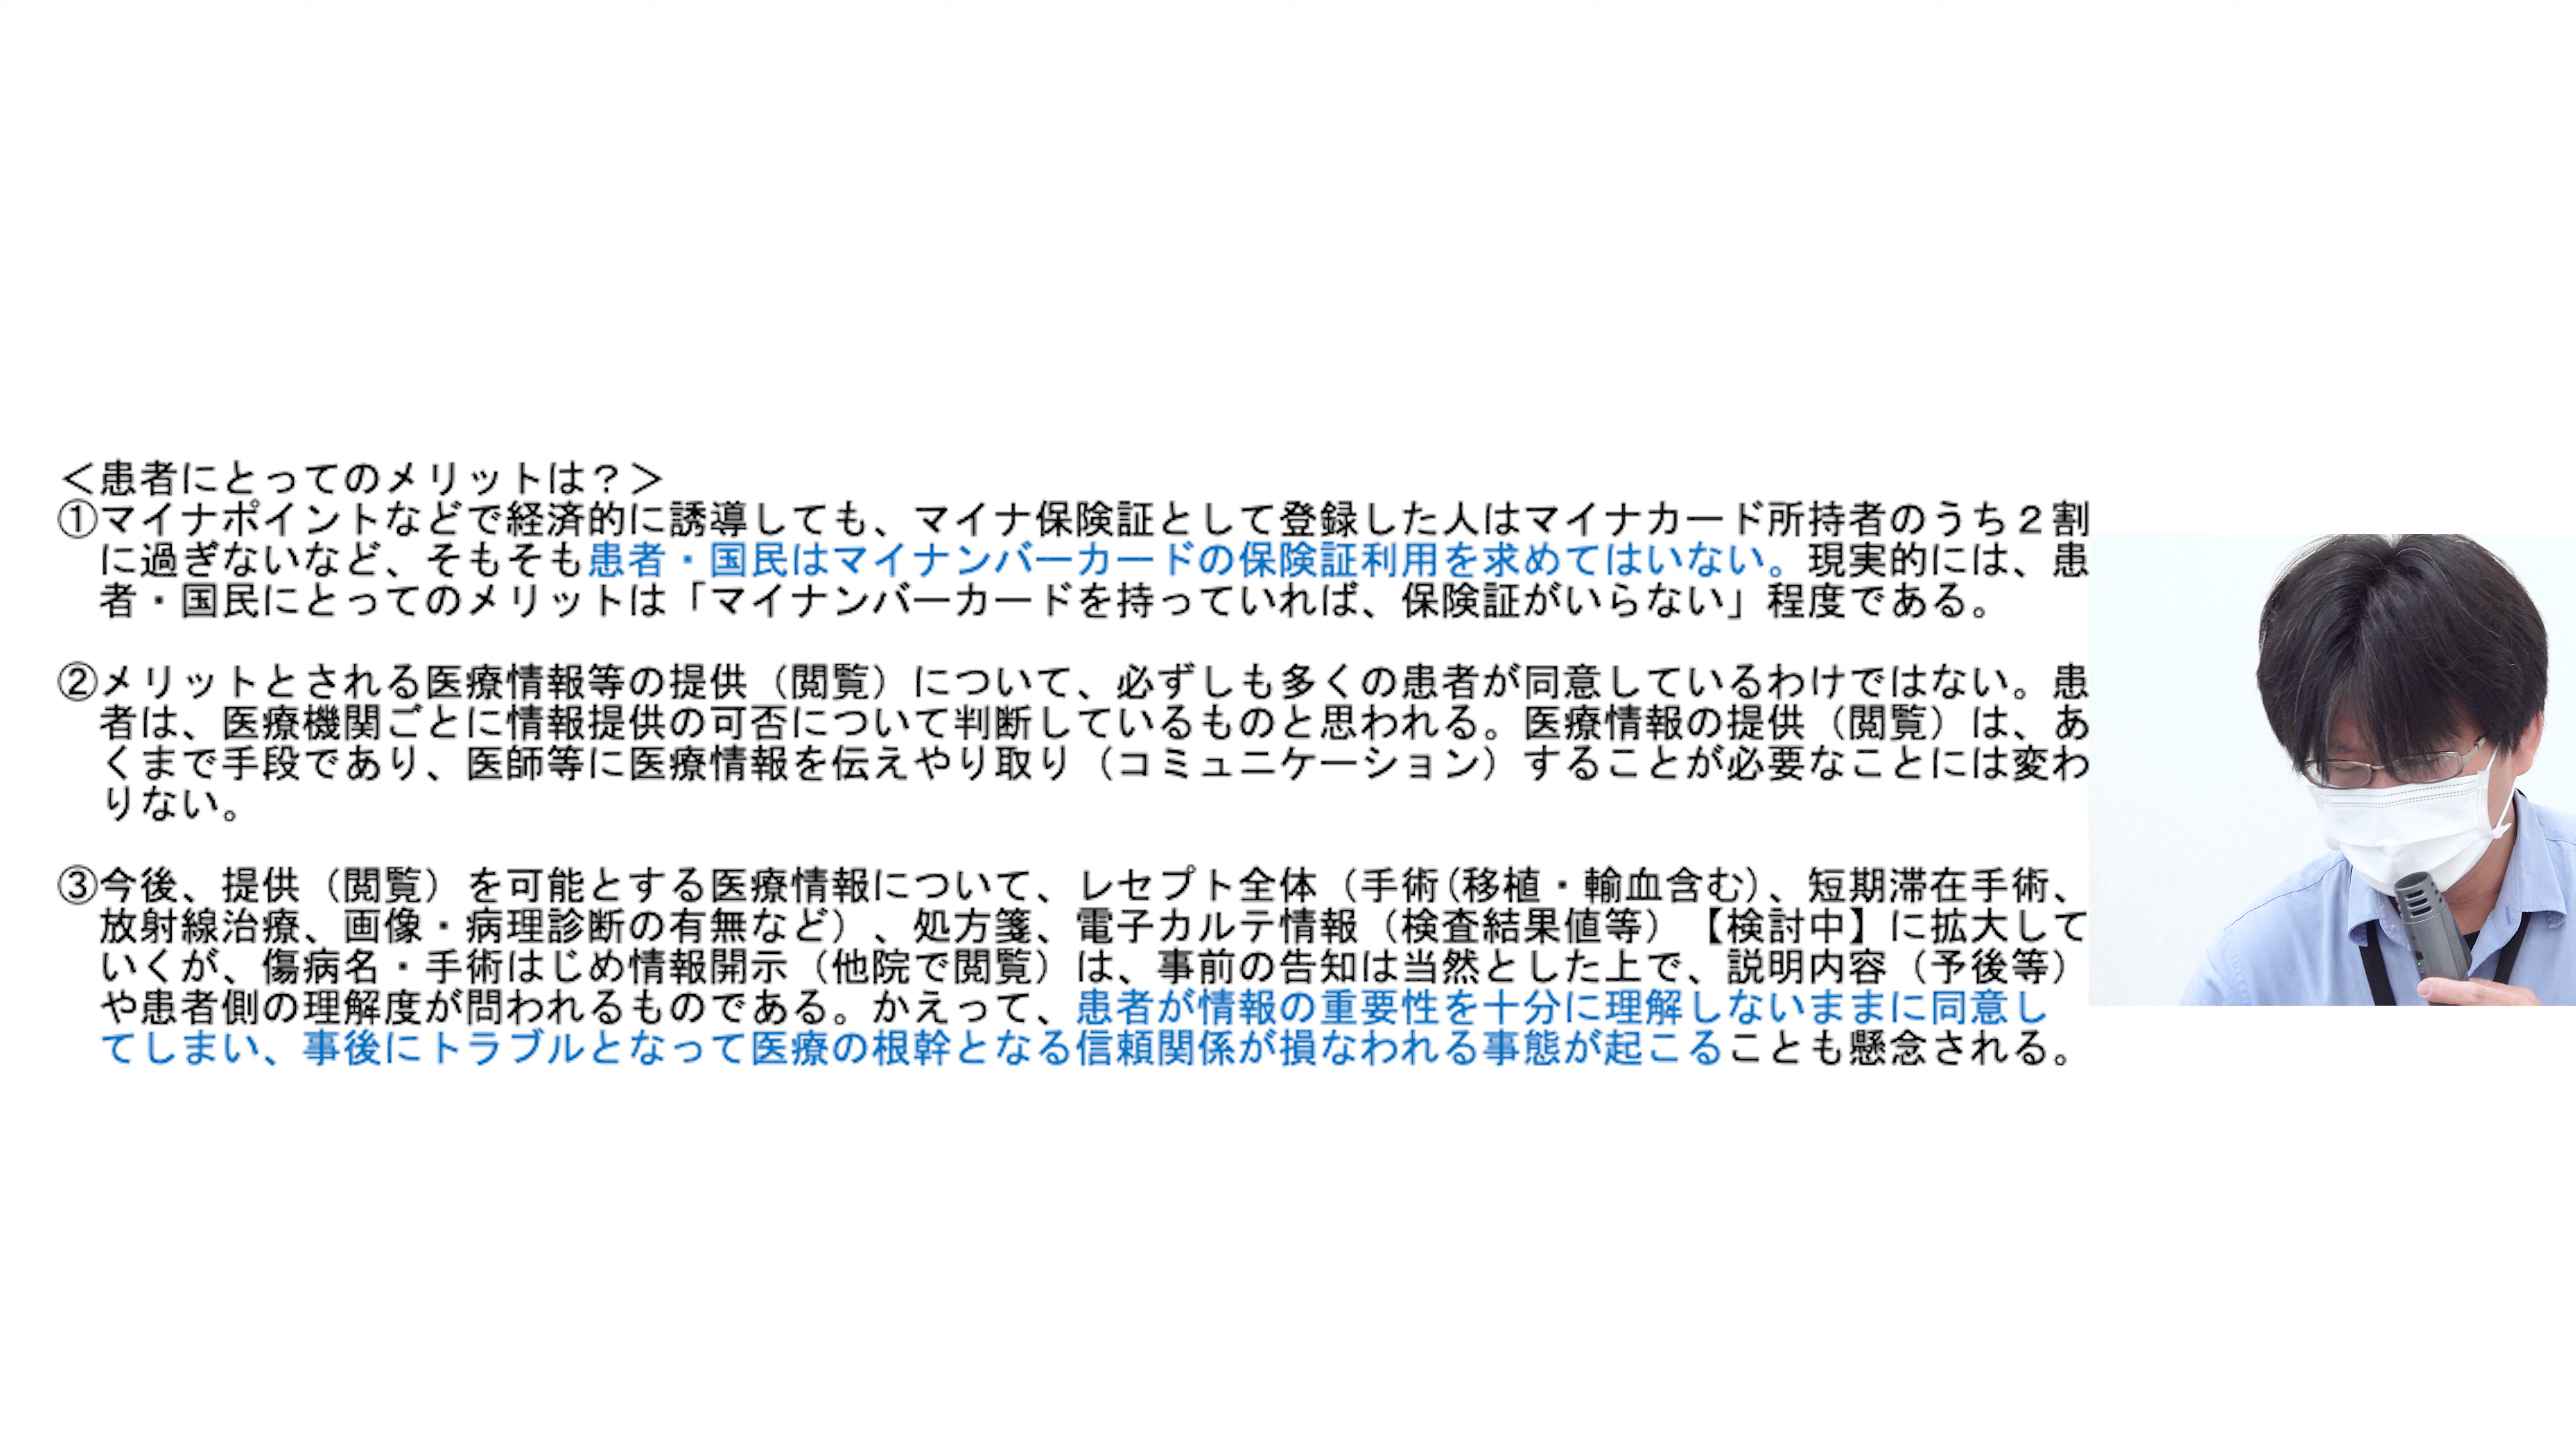 ＜患者にとってのメリットは？＞
①マイナポイントなどで経済的に誘導しても、マイナ保険証として登録した人はマイナカード所持者のうち２割
に過ぎないなど、そもそも患者・国民はマイナンバーカードの保険証利用を求めてはいない。現実的には、患
者・国民にとってのメリットは「マイナンバーカードを持っていれば、保険証がいらない」程度である。
②メリットとされる医療情報等の提供（閲覧）について、必ずしも多くの患者が同意しているわけではない。患
者は、医療機関ごとに情報提供の可否について判断しているものと思われる。医療情報の提供（閲覧）は、あ
くまで手段であり、医師等に医療情報を伝えやり取り（コミュニケーション）することが必要なことには変わ
りない。
③今後、提供（閲覧）を可能とする医療情報について、レセプト全体（手術(移植・輸血含む)、短期滞在手術、
放射線治療、画像・病理診断の有無など）、処方箋、電子カルテ情報（検査結果値等）【検討中】に拡大して
いくが、傷病名・手術はじめ情報開示（他院で閲覧）は、事前の告知は当然とした上で、説明内容（予後等）
や患者側の理解度が問われるものである。かえって、患者が情報の重要性を十分に理解しないままに同意し
てしまい、事後にトラブルとなって医療の根幹となる信頼関係が損なわれる事態が起こることも懸念される。